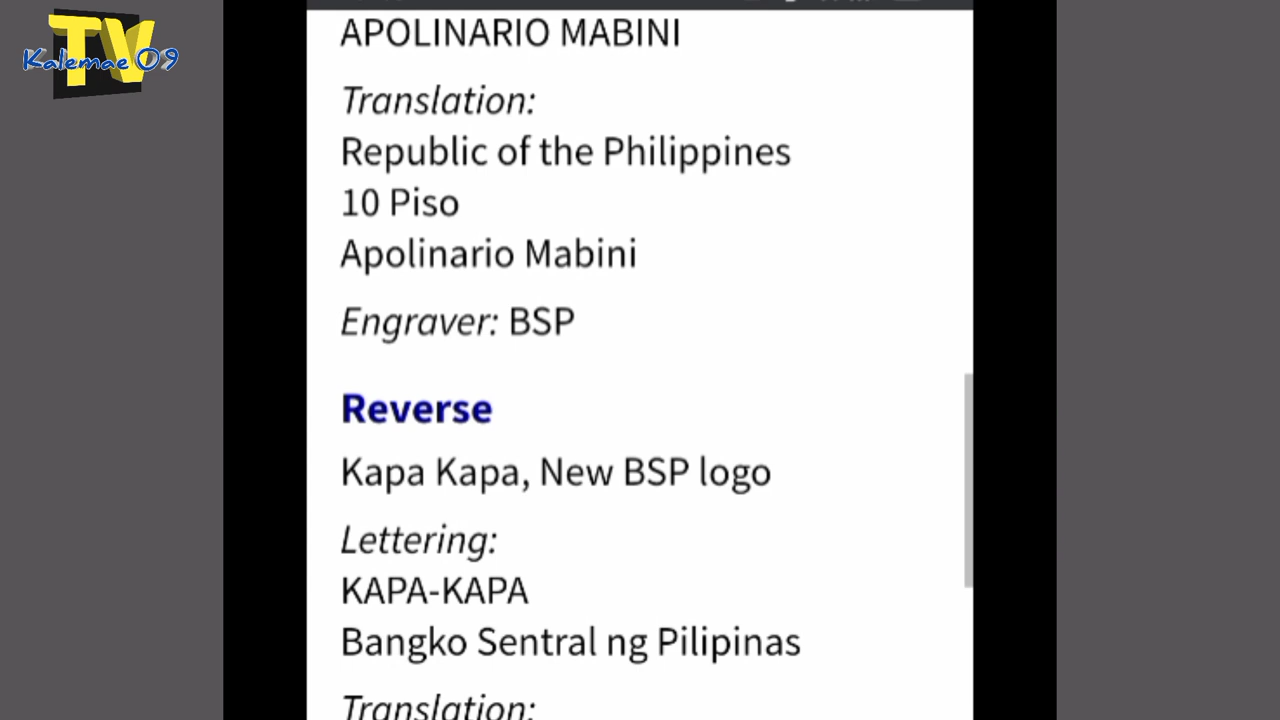 TV
Kalemae 09
APOLINARIO MABINI
Translation:
Republic of the Philippines
10 Piso
Apolinario Mabini
Engraver: BSP
Reverse
Kapa Kapa, New BSP logo
Lettering:
KAPA-KAPA
Bangko Sentral ng Pilipinas
Translation: